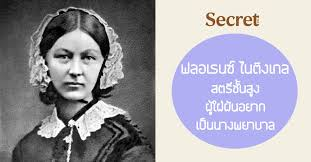 Secret
ฟลอเรนซ์ ไนติงเกล
สตรีชั้นสูง
ผู้ใฝ่ฝันอยาก
เป็นนางพยาบาล